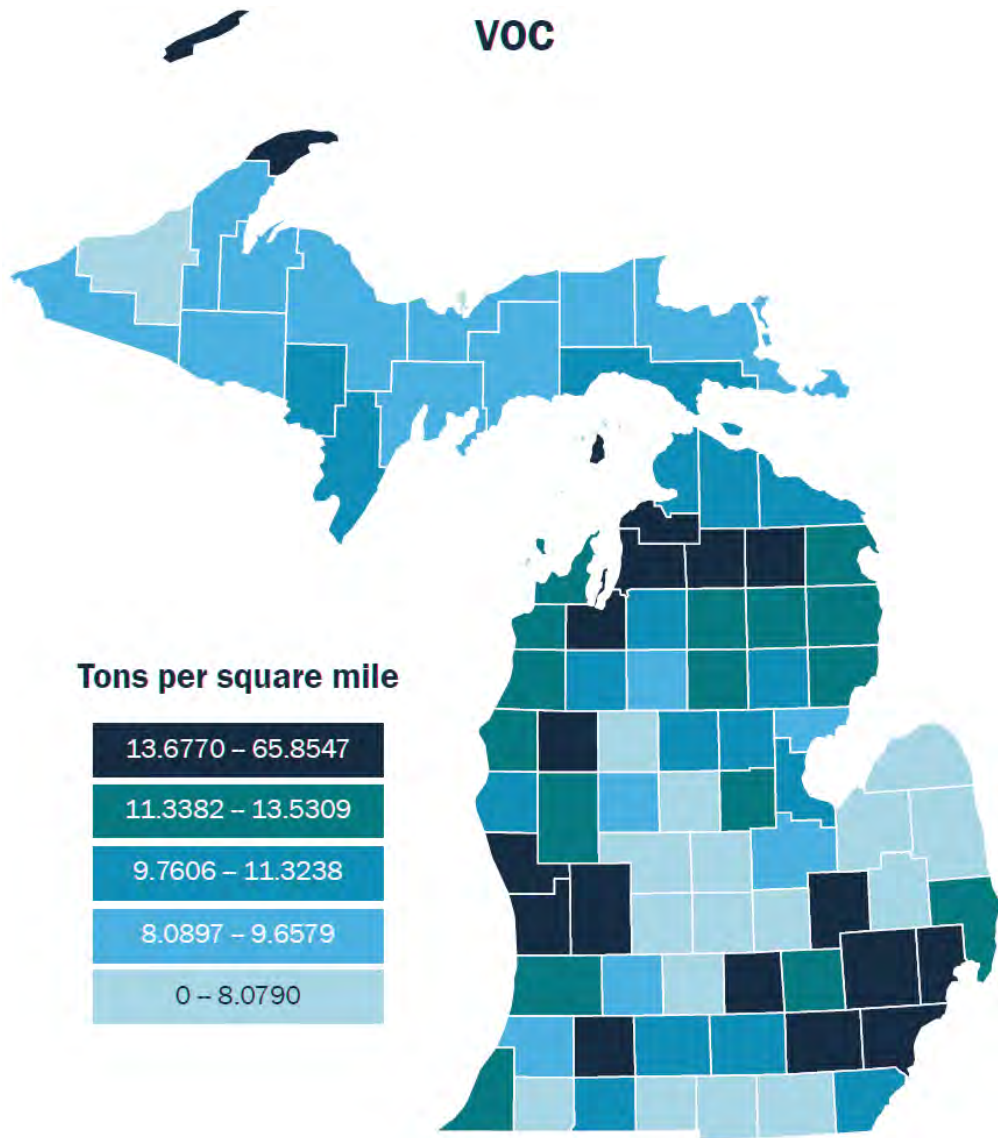 VOC
Tons per square mile
13.6770 – 65.8547
11.3382 – 13.5309
9.7606 – 11.3238
8.0897 – 9.6579
0 – 8.0790